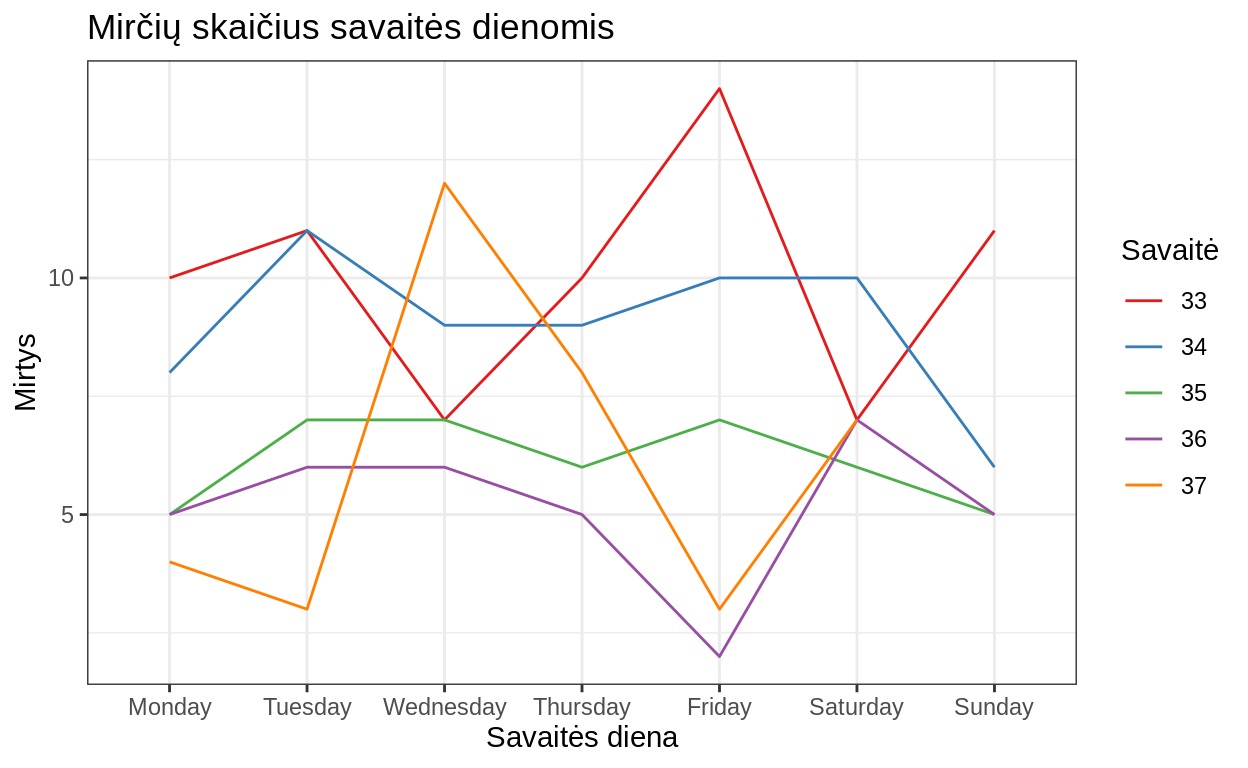 Mirčių skaičius savaitės dienomis
Mirtys
10
5
Monday Tuesday Wednesday Thursday Friday Saturday Sunday
Savaitės diena
Savaitė
33
34
35
36
37